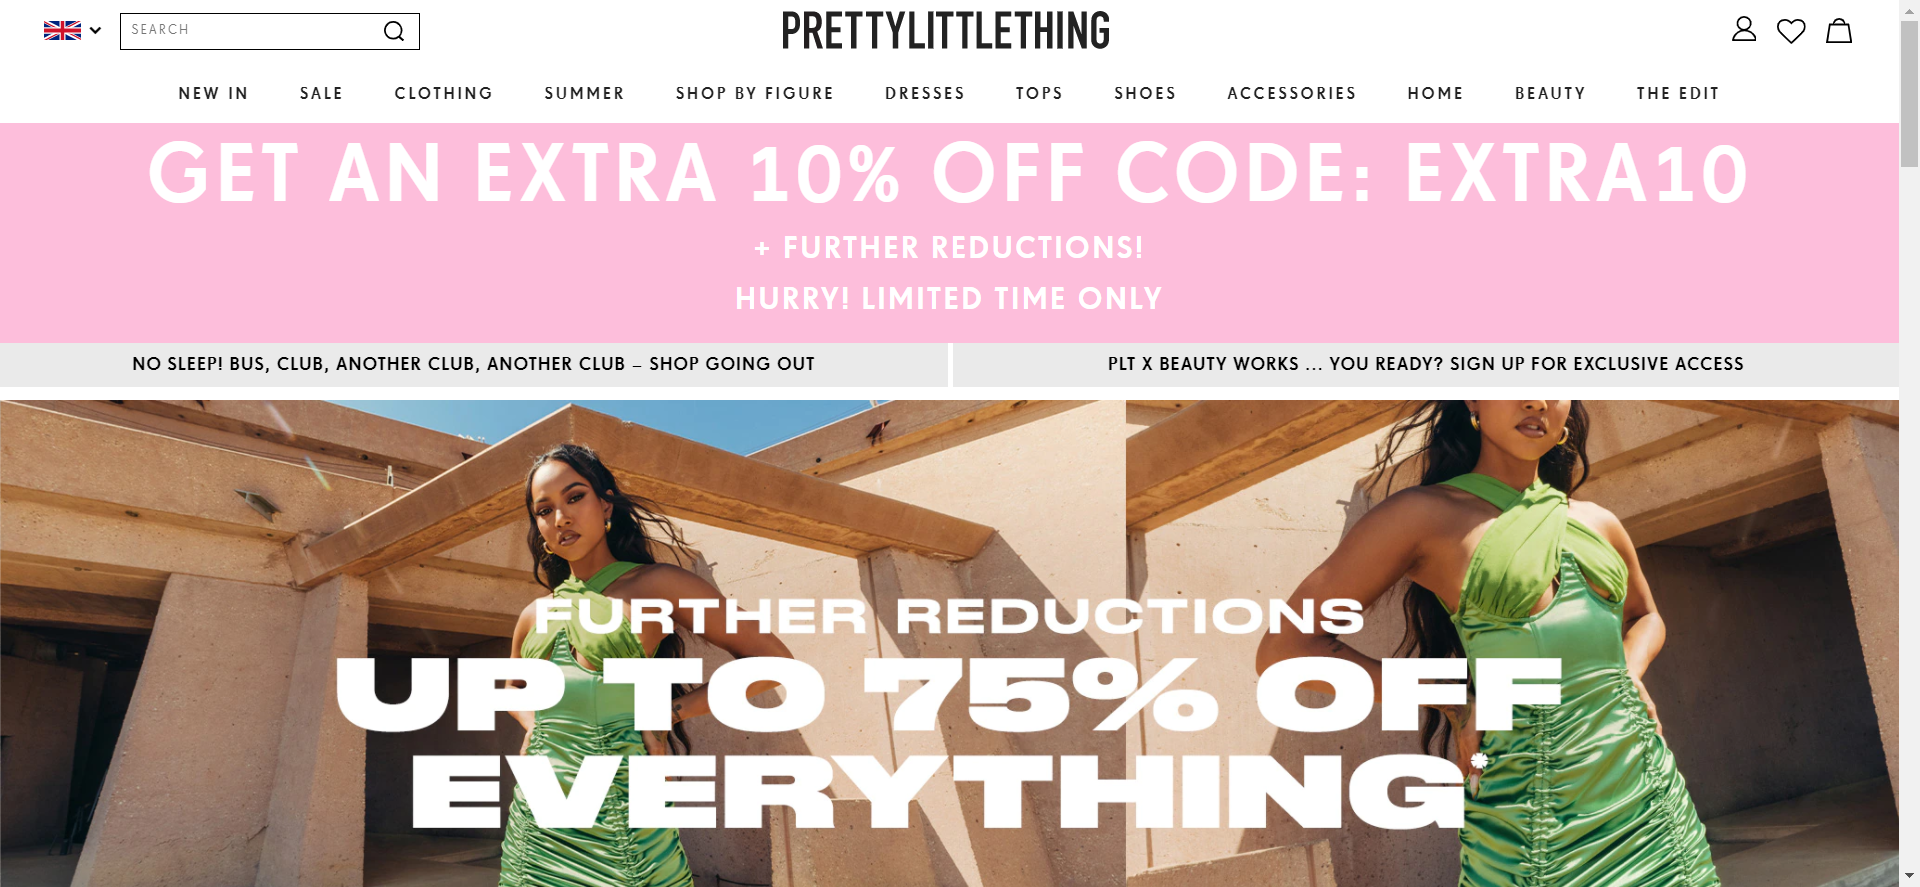 SEARCH
PRETTYLITTLETHING
NEW IN
SALE
CLOTHING
SUMMER
SHOP BY FIGURE
DRESSES
TOPS
SHOES
ACCESSORIES
HOME
BEAUTY
THE EDIT
GET AN EXTRA 10% OFF CODE: EXTRA10
+ FURTHER REDUCTIONS!
HURRY! LIMITED TIME ONLY
NO SLEEP! BUS, CLUB, ANOTHER CLUB, ANOTHER CLUB – SHOP GOING OUT
PLT X BEAUTY WORKS ... YOU READY? SIGN UP FOR EXCLUSIVE ACCESS
FURTHER REDUCTIONS
UP TO 75% OFF
EVERYTHING*